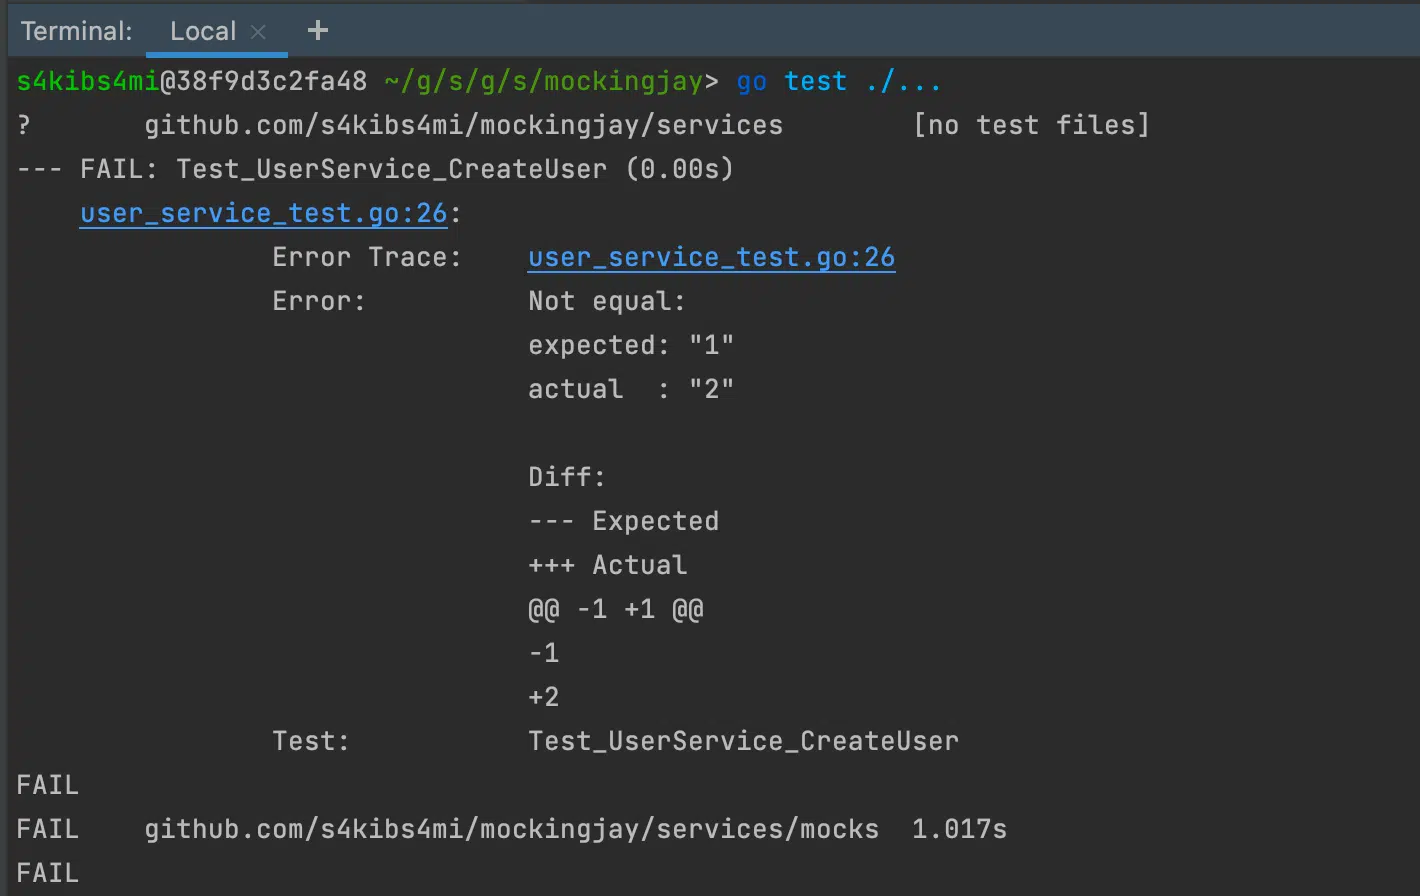 Terminal: Local × +
s4kibs4mi@38f9d3c2fa48 ~/g/s/g/s/mockingjay> go test ./...
? github.com/s4kibs4mi/mockingjay/services [no test files]
--- FAIL: Test_UserService_CreateUser (0.00s)
user_service_test.go:26:
Error Trace: user_service_test.go:26
Error: Not equal:
expected: "1"
actual  : "2"
Diff:
--- Expected
+++ Actual
@@ -1 +1 @@
-1
+2
Test: Test_UserService_CreateUser
FAIL
FAIL github.com/s4kibs4mi/mockingjay/services/mocks 1.017s
FAIL